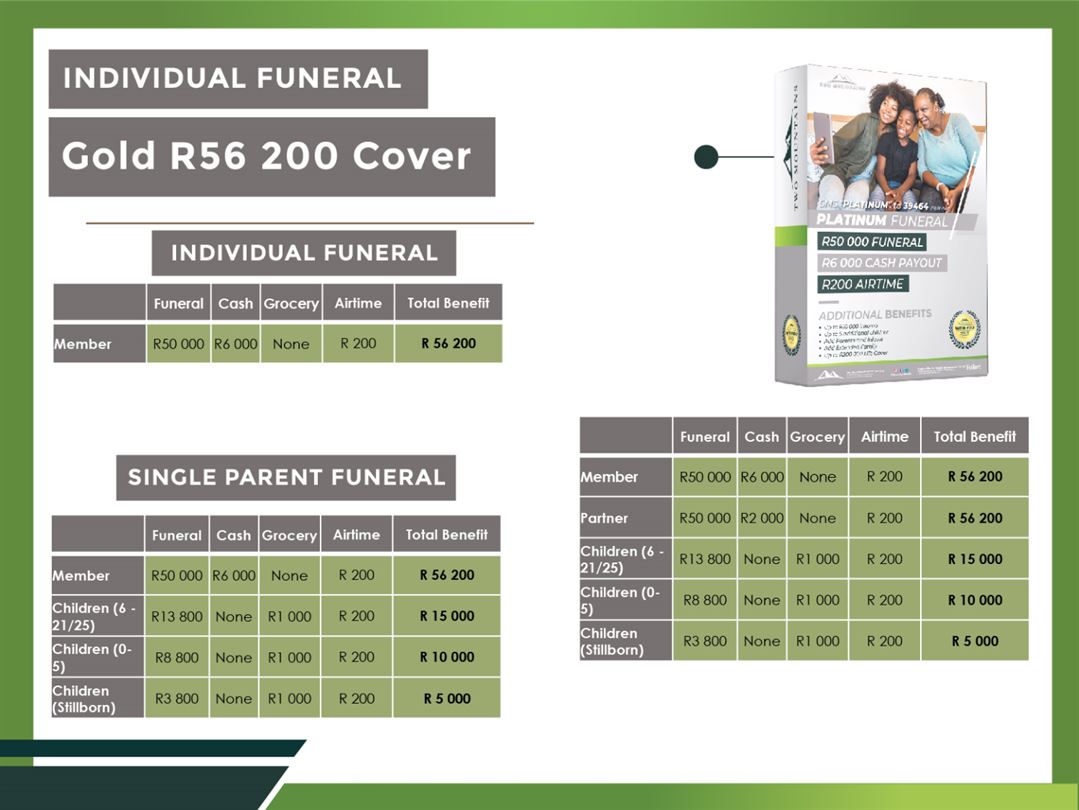 INDIVIDUAL FUNERAL
Gold R56 200 Cover
INDIVIDUAL FUNERAL
Funeral Cash Grocery Airtime Total Benefit
Member R50 000 R6 000 None R 200 R 56 200
SINGLE PARENT FUNERAL
Funeral Cash Grocery Airtime Total Benefit
Member R50 000 R6 000 None R 200 R 56 200
Children (6 -
21/25) R13 800 None R1 000 R 200 R 15 000
Children (0-
5) R8 800 None R1 000 R 200 R 10 000
Children
(Stillborn) R3 800 None R1 000 R 200 R 5 000
TWO MOUNTAINS
SMS "PLATINUM" to 39464
PLATINUM FUNERAL
R50 000 FUNERAL
R6 000 CASH PAYOUT
R200 AIRTIME
ADDITIONAL BENEFITS
Funeral Cash Grocery Airtime Total Benefit
Member R50 000 R6 000 None R 200 R 56 200
Partner R50 000 R2 000 None R 200 R 56 200
Children (6 -
21/25) R13 800 None R1 000 R 200 R 15 000
Children (0-
5) R8 800 None R1 000 R 200 R 10 000
Children
(Stillborn) R3 800 None R1 000 R 200 R 5 000